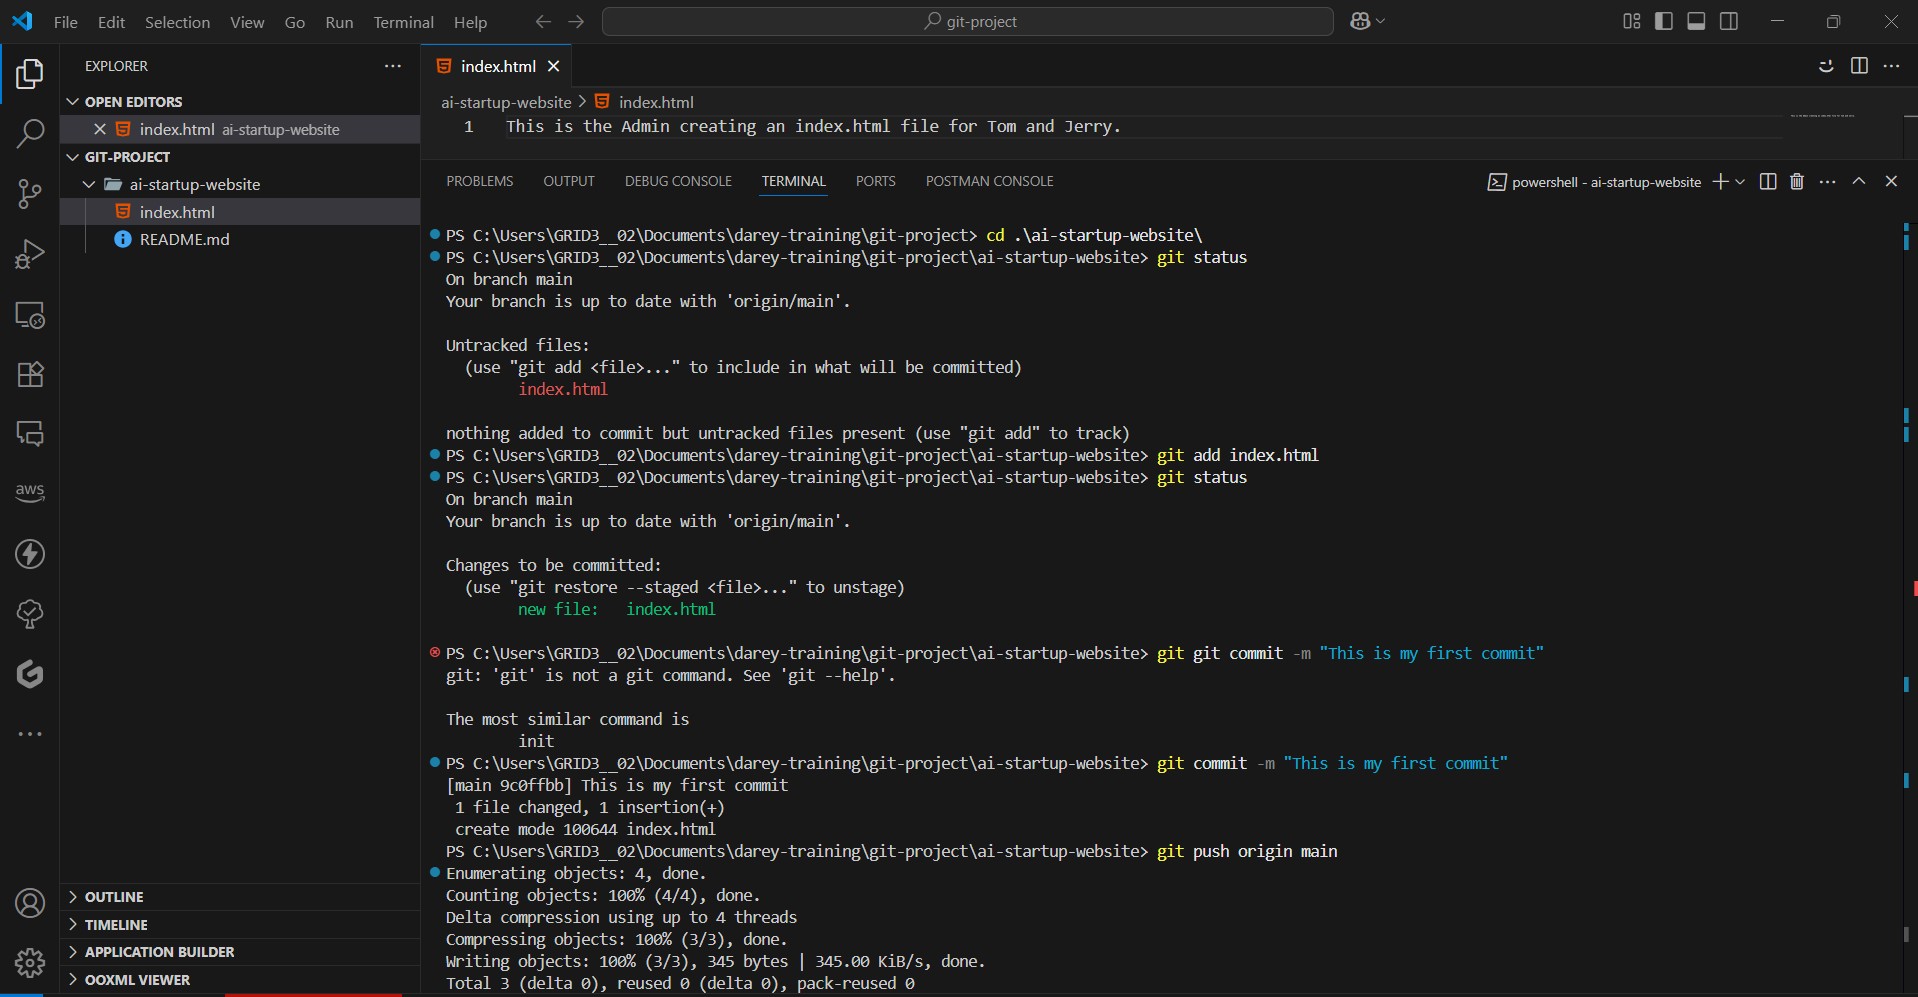 File Edit Selection View Go Run Terminal Help
git-project
EXPLORER
OPEN EDITORS
index.html ai-startup-website
GIT-PROJECT
ai-startup-website
index.html
README.md
aws
OUTLINE
TIMELINE
APPLICATION BUILDER
OOXML VIEWER
index.html
ai-startup-website > index.html
1 This is the Admin creating an index.html file for Tom and Jerry.
PROBLEMS OUTPUT DEBUG CONSOLE TERMINAL PORTS POSTMAN CONSOLE
powershell - ai-startup-website
PS C:\Users\GRID3__02\Documents\darey-training\git-project> cd .\ai-startup-website\
PS C:\Users\GRID3__02\Documents\darey-training\git-project\ai-startup-website> git status
On branch main
Your branch is up to date with 'origin/main'.
Untracked files:
(use "git add <file>..." to include in what will be committed)
index.html
nothing added to commit but untracked files present (use "git add" to track)
PS C:\Users\GRID3__02\Documents\darey-training\git-project\ai-startup-website> git add index.html
PS C:\Users\GRID3__02\Documents\darey-training\git-project\ai-startup-website> git status
On branch main
Your branch is up to date with 'origin/main'.
Changes to be committed:
(use "git restore --staged <file>..." to unstage)
new file:   index.html
PS C:\Users\GRID3__02\Documents\darey-training\git-project\ai-startup-website> git git commit -m "This is my first commit"
git: 'git' is not a git command. See 'git --help'.
The most similar command is
init
PS C:\Users\GRID3__02\Documents\darey-training\git-project\ai-startup-website> git commit -m "This is my first commit"
[main 9c0ffbb] This is my first commit
1 file changed, 1 insertion(+)
create mode 100644 index.html
PS C:\Users\GRID3__02\Documents\darey-training\git-project\ai-startup-website> git push origin main
Enumerating objects: 4, done.
Counting objects: 100% (4/4), done.
Delta compression using up to 4 threads
Compressing objects: 100% (3/3), done.
Writing objects: 100% (3/3), 345 bytes | 345.00 KiB/s, done.
Total 3 (delta 0), reused 0 (delta 0), pack-reused 0